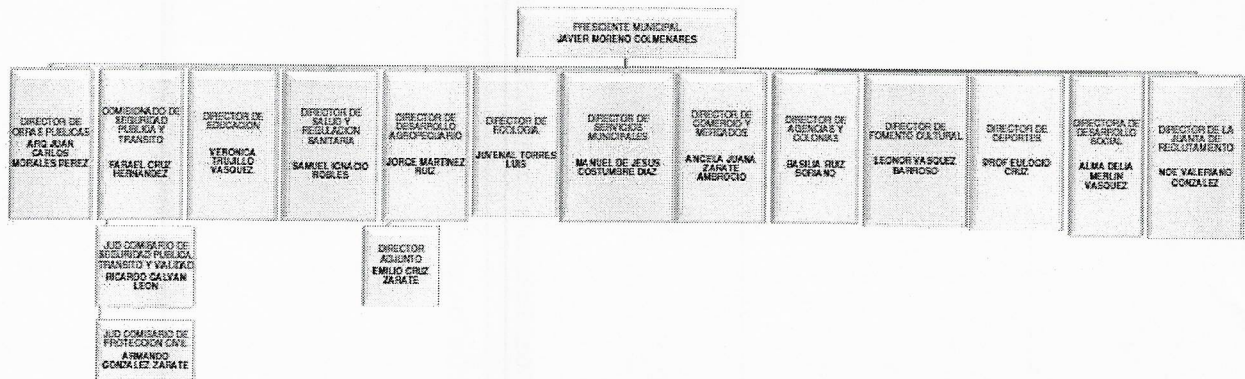 PRESIDENTE MUNICIPAL
JAVIER MORENO COLMENARES
DIRECTOR DE
OBRAS PUBLICAS
ARQ JUAN
CARLOS
MORALES PEREZ
COMISIONADO DE
SEGURIDAD
PUBLICA Y
TRANSITO
FARAEL CRUZ
HERNANDEZ
DIRECTOR DE
EDUCACION
VERONICA
TRUJILLO
VASQUEZ
DIRECTOR DE
SALUD Y
REGULACION
SANITARIA
SAMUEL IGNACIO
ROBLES
DIRECTOR DE
DESARROLLO
AGROPECUARIO
JORGE MARTINEZ
RUIZ
DIRECTOR DE
ECOLOGIA
JUVENAL TORRES
LUIS
DIRECTOR DE
SERVICIOS
MUNICIPALES
MANUEL DE JESUS
COSTUMBRE DIAZ
DIRECTOR DE
COMERCIO Y
MERCADOS
ANGELA JUANA
ZARATE
AMBROCIO
DIRECTOR DE
AGENCIAS Y
COLONIAS
BASILIA RUIZ
SORIANO
DIRECTOR DE
FOMENTO CULTURAL
LEONOR VASQUEZ
BARROSO
DIRECTOR DE
DEPORTES
PROF EULOGIO
CRUZ
DIRECTORA DE
DESARROLLO
SOCIAL
ALMA DELIA
MERLIN
VASQUEZ
DIRECTOR DE LA
JUNTA DE
RECLUTAMIENTO
NOE VALERIANO
GONZALEZ
JUD COMISARIO DE
SEGURIDAD PUBLICA,
TRANSITO Y VIALIDAD
RICARDO GALVAN
LEON
DIRECTOR
ADJUNTO
EMILIO CRUZ
ZARATE
JUD COMISARIO DE
PROTECCION CIVIL
ARMANDO
GONZALEZ ZARATE